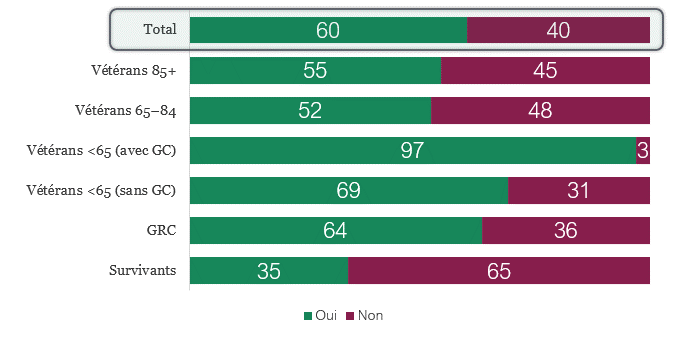 Total 60 40
Vétérans 85+ 55 45
Vétérans 65–84 52 48
Vétérans <65 (avec GC) 97 3
Vétérans <65 (sans GC) 69 31
GRC 64 36
Survivants 35 65
Oui Non